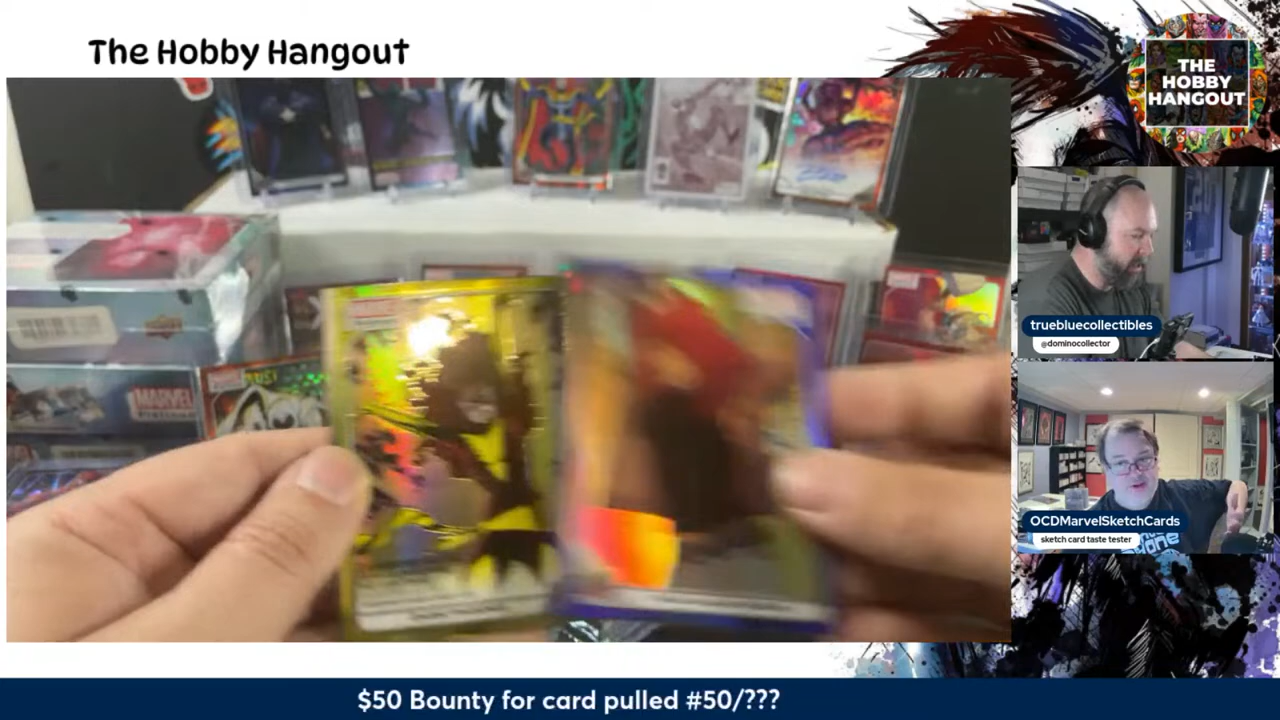 The Hobby Hangout
THE
HOBBY
HANGOUT
MARVEL
truebluecollectibles
@dominocollector
OCDMarvelSketchCards
sketch card taste tester
$50 Bounty for card pulled #50/???